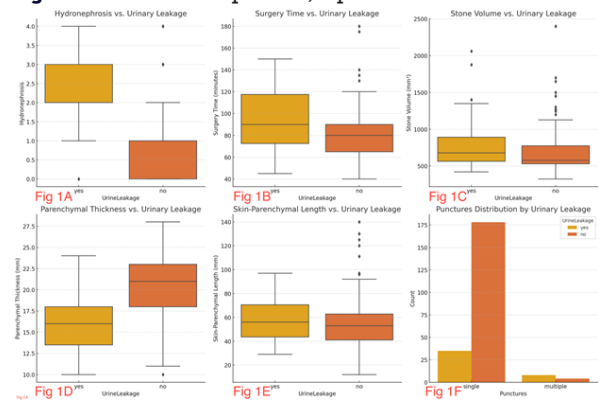 Hydronephrosis vs. Urinary Leakage
4.0
3.5
3.0
2.5
2.0
1.5
1.0
0.5
0.0
Hydronephrosis
yes
no
UrineLeakage
Fig 1A
Surgery Time vs. Urinary Leakage
180
160
140
120
100
80
60
40
Surgery Time (minutes)
yes
no
UrineLeakage
Fig 1B
Stone Volume vs. Urinary Leakage
2500
2000
1500
1000
500
Stone Volume (mm³)
yes
no
UrineLeakage
Fig 1C
Parenchymal Thickness vs. Urinary Leakage
27.5
25.0
22.5
20.0
17.5
15.0
12.5
10.0
Parenchymal Thickness (mm)
yes
no
UrineLeakage
Fig 1D
Skin-Parenchymal Length vs. Urinary Leakage
140
120
100
80
60
40
20
Skin-Parenchymal Length (mm)
yes
no
UrineLeakage
Fig 1E
Punctures Distribution by Urinary Leakage
UrineLeakage
yes
no
175
150
125
100
75
50
25
0
Count
single
multiple
Punctures
Fig 1F